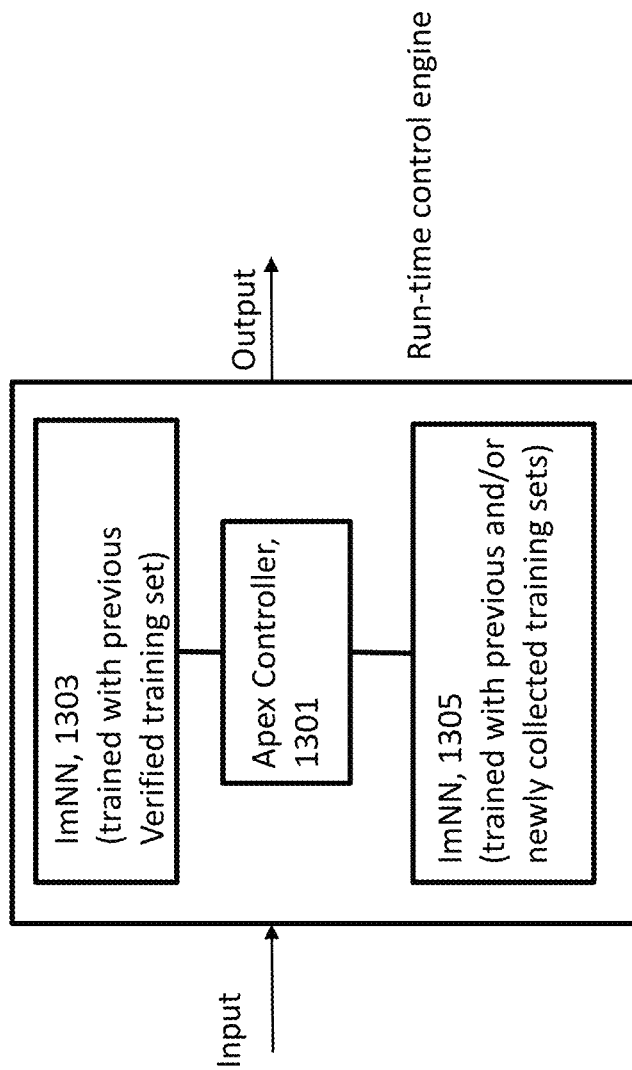 Input
ImNN, 1303
(trained with previous
Verified training set)
Apex Controller,
1301
ImNN, 1305
(trained with previous and/or
newly collected training sets)
Output
Run-time control engine